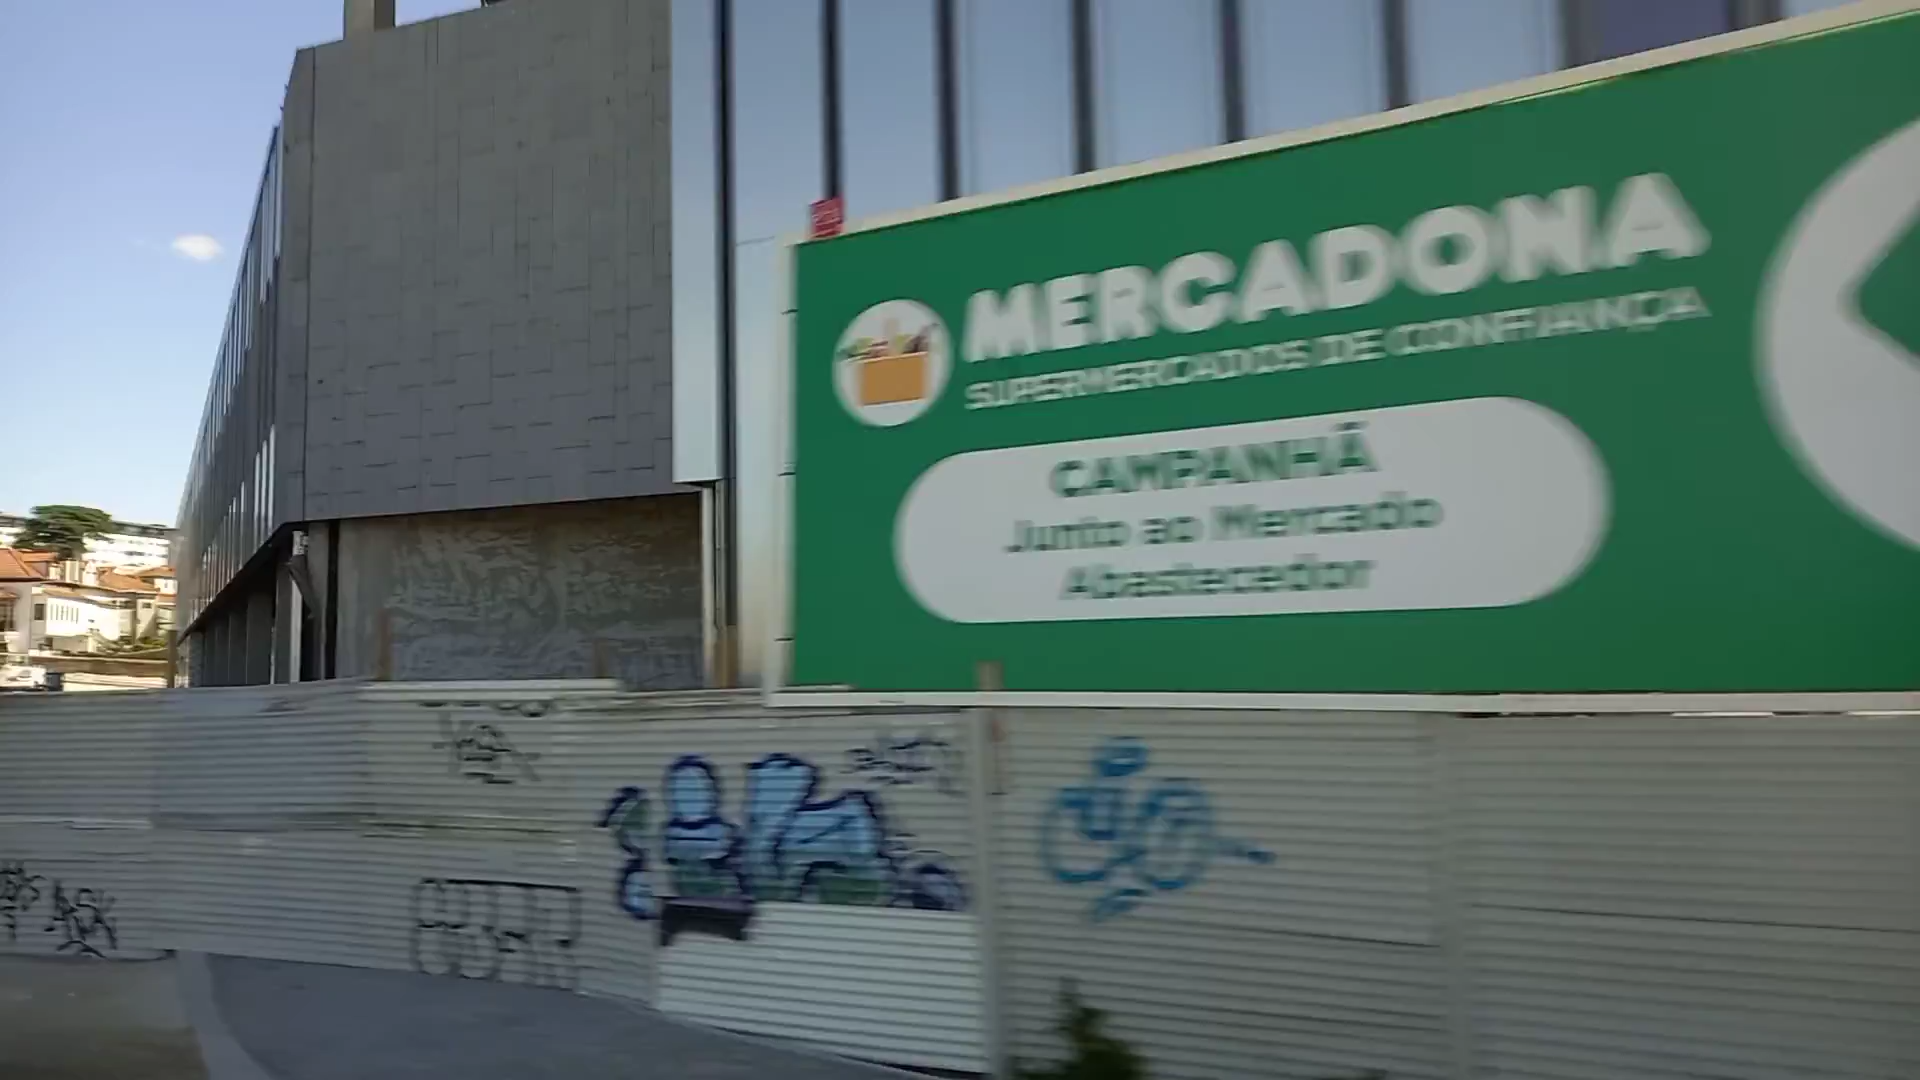 MERCADONA
SUPERMERCADOS DE CONFIANÇA
CAMPANHÃ
Junto ao Mercado
Abastecedor